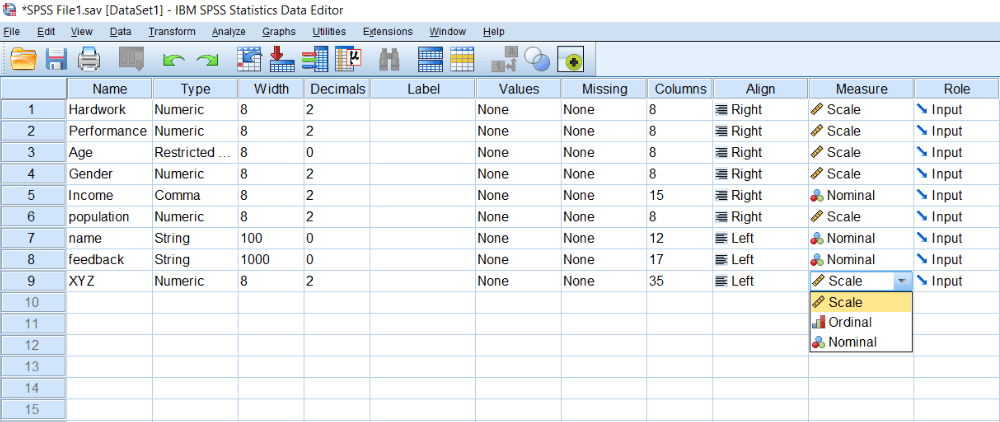 *SPSS File1.sav [DataSet1] - IBM SPSS Statistics Data Editor
File Edit View Data Transform Analyze Graphs Utilities Extensions Window Help
Name Type Width Decimals Label Values Missing Columns Align Measure Role
1 Hardwork Numeric 8 2 None None 8 Right Scale Input
2 Performance Numeric 8 2 None None 8 Right Scale Input
3 Age Restricted ... 8 0 None None 8 Right Scale Input
4 Gender Numeric 8 2 None None 8 Right Scale Input
5 Income Comma 8 2 None None 15 Right Nominal Input
6 population Numeric 8 2 None None 8 Right Scale Input
7 name String 100 0 None None 12 Left Nominal Input
8 feedback String 1000 0 None None 17 Left Nominal Input
9 XYZ Numeric 8 2 None None 35 Left Scale Input
10 Scale
11 Ordinal
12 Nominal
13
14
15